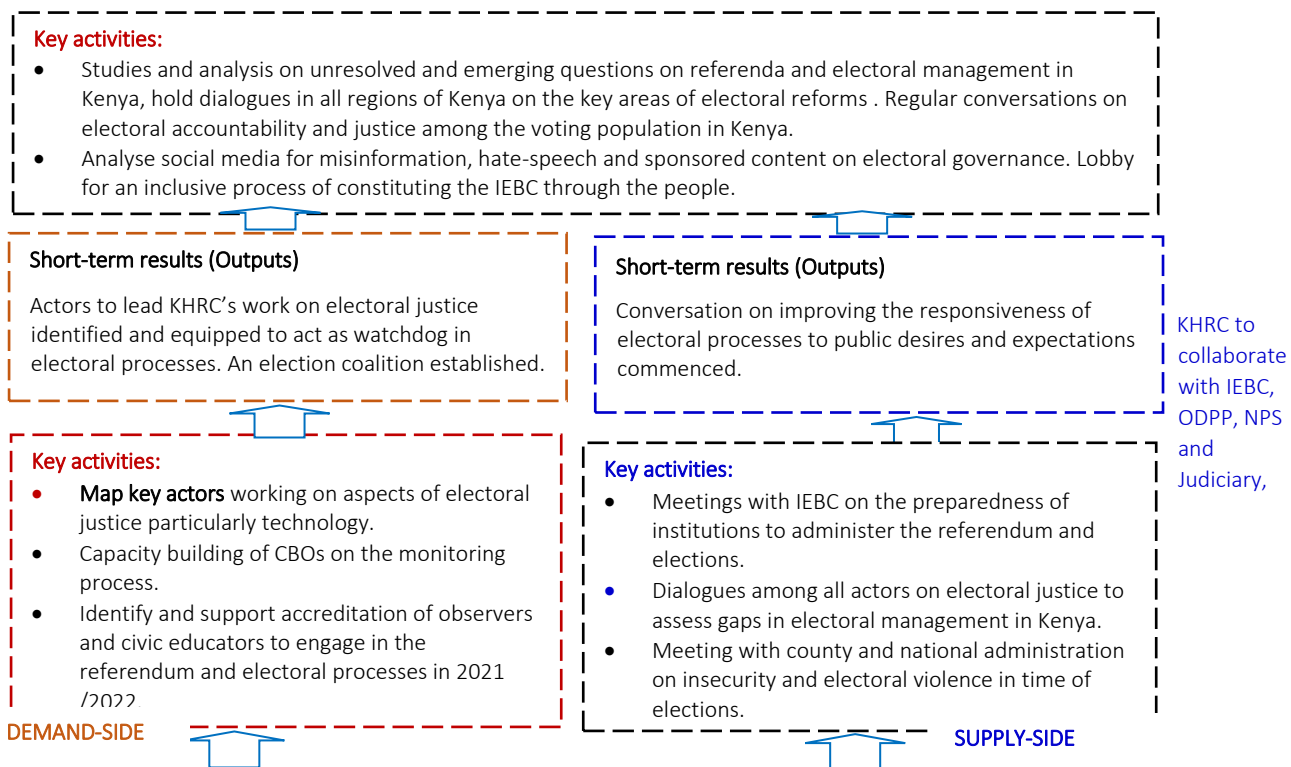 Key activities:
• Studies and analysis on unresolved and emerging questions on referenda and electoral management in
Kenya, hold dialogues in all regions of Kenya on the key areas of electoral reforms . Regular conversations on
electoral accountability and justice among the voting population in Kenya.
• Analyse social media for misinformation, hate-speech and sponsored content on electoral governance. Lobby
for an inclusive process of constituting the IEBC through the people.
Short-term results (Outputs)
Actors to lead KHRC’s work on electoral justice
identified and equipped to act as watchdog in
electoral processes. An election coalition established.
Short-term results (Outputs)
Conversation on improving the responsiveness of
electoral processes to public desires and expectations
commenced.
KHRC to
collaborate
with IEBC,
ODPP, NPS
and
Judiciary,
Key activities:
• Map key actors working on aspects of electoral
justice particularly technology.
• Capacity building of CBOs on the monitoring
process.
• Identify and support accreditation of observers
and civic educators to engage in the
referendum and electoral processes in 2021
/2022.
Key activities:
• Meetings with IEBC on the preparedness of
institutions to administer the referendum and
elections.
• Dialogues among all actors on electoral justice to
assess gaps in electoral management in Kenya.
• Meeting with county and national administration
on insecurity and electoral violence in time of
elections.
DEMAND-SIDE
SUPPLY-SIDE